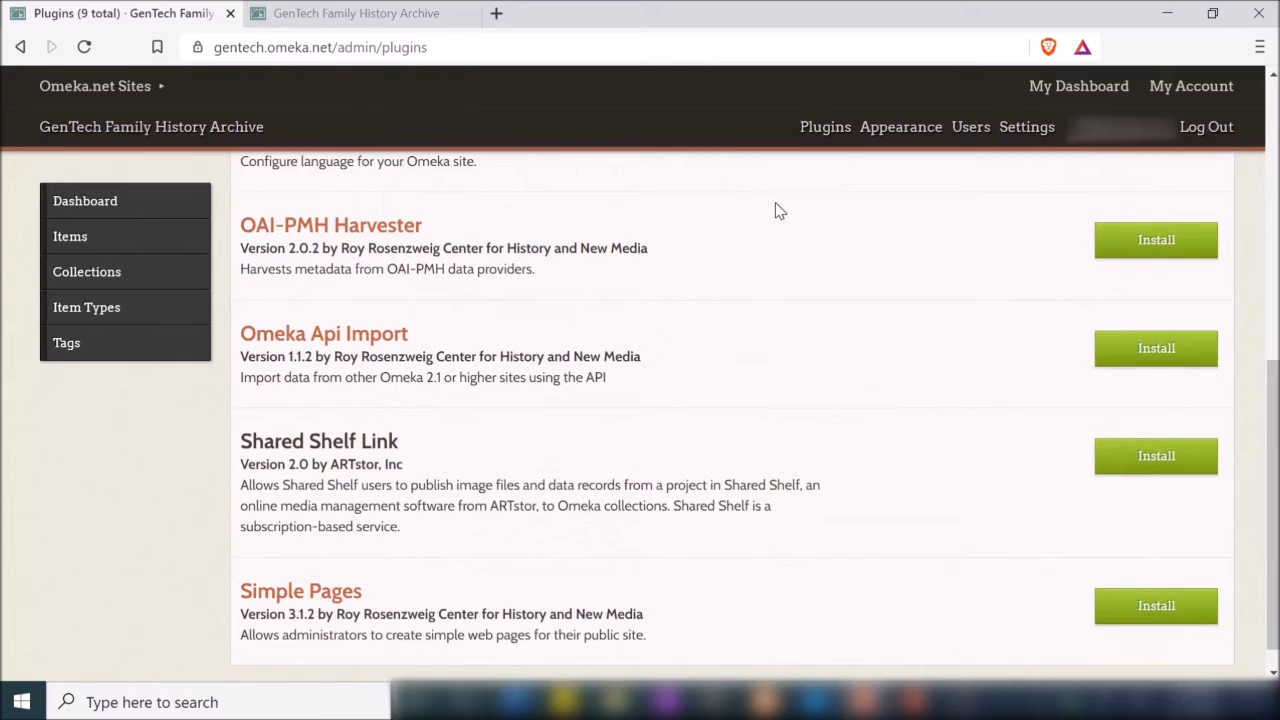 Plugins (9 total) · GenTech Family
GenTech Family History Archive
gentech.omeka.net/admin/plugins
Omeka.net Sites
My Dashboard My Account
GenTech Family History Archive
Plugins Appearance Users Settings
Log Out
Dashboard
Items
Collections
Item Types
Tags
Configure language for your Omeka site.
OAI-PMH Harvester
Version 2.0.2 by Roy Rosenzweig Center for History and New Media
Harvests metadata from OAI-PMH data providers.
Install
Omeka Api Import
Version 1.1.2 by Roy Rosenzweig Center for History and New Media
Import data from other Omeka 2.1 or higher sites using the API
Install
Shared Shelf Link
Version 2.0 by ARTstor, Inc
Allows Shared Shelf users to publish image files and data records from a project in Shared Shelf, an
online media management software from ARTstor, to Omeka collections. Shared Shelf is a
subscription-based service.
Install
Simple Pages
Version 3.1.2 by Roy Rosenzweig Center for History and New Media
Allows administrators to create simple web pages for their public site.
Install
Type here to search